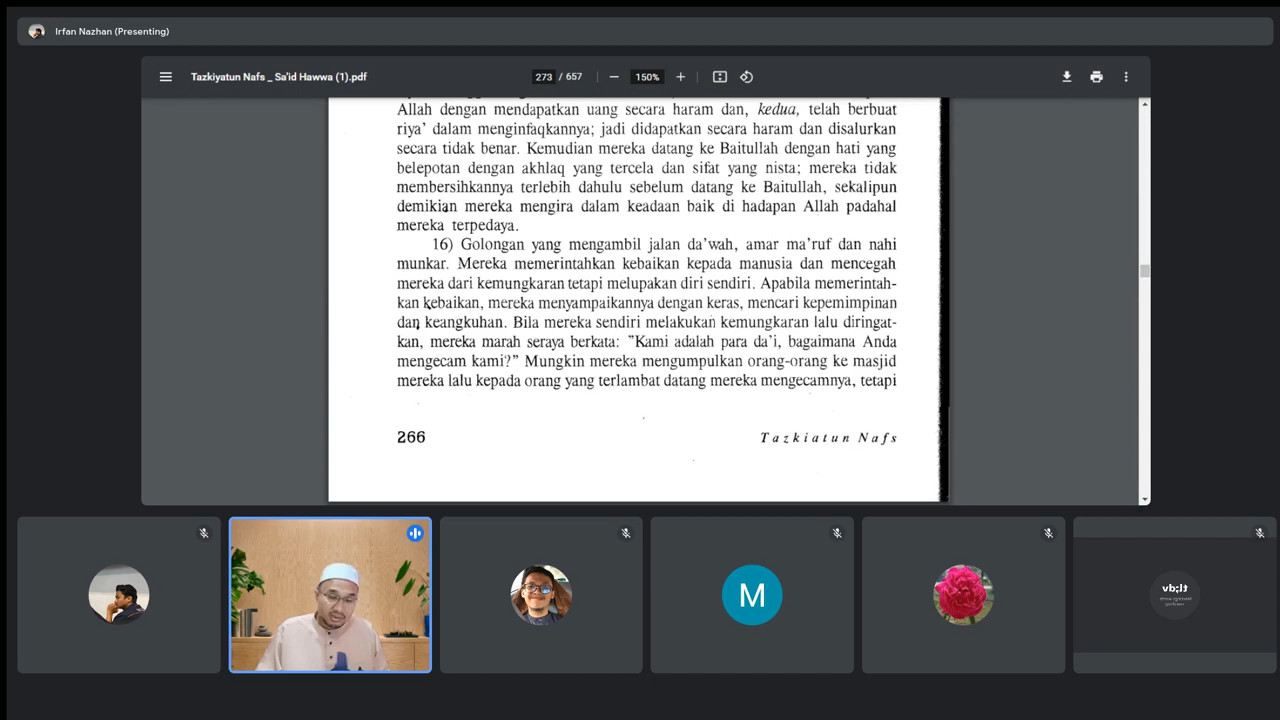 Irfan Nazhan (Presenting)
Tazkiyatun Nafs _ Sa'id Hawwa (1).pdf
273 / 657
150%
Allah dengan mendapatkan uang secara haram dan, kedua, telah berbuat
riya' dalam menginfaqkannya; jadi didapatkan secara haram dan disalurkan
secara tidak benar. Kemudian mereka datang ke Baitullah dengan hati yang
belepotan dengan akhlaq yang tercela dan sifat yang nista; mereka tidak
membersihkannya terlebih dahulu sebelum datang ke Baitullah, sekalipun
demikian mereka mengira dalam keadaan baik di hadapan Allah padahal
mereka terpedaya.
16) Golongan yang mengambil jalan da'wah, amar ma'ruf dan nahi
munkar. Mereka memerintahkan kebaikan kepada manusia dan mencegah
mereka dari kemungkaran tetapi melupakan diri sendiri. Apabila memerintah-
kan kebaikan, mereka menyampaikannya dengan keras, mencari kepemimpinan
dan keangkuhan. Bila mereka sendiri melakukan kemungkaran lalu diringat-
kan, mereka marah seraya berkata: "Kami adalah para da'i, bagaimana Anda
mengecam kami?" Mungkin mereka mengumpulkan orang-orang ke masjid
mereka lalu kepada orang yang terlambat datang mereka mengecamnya, tetapi
266
Tazkiatun Nafs
M